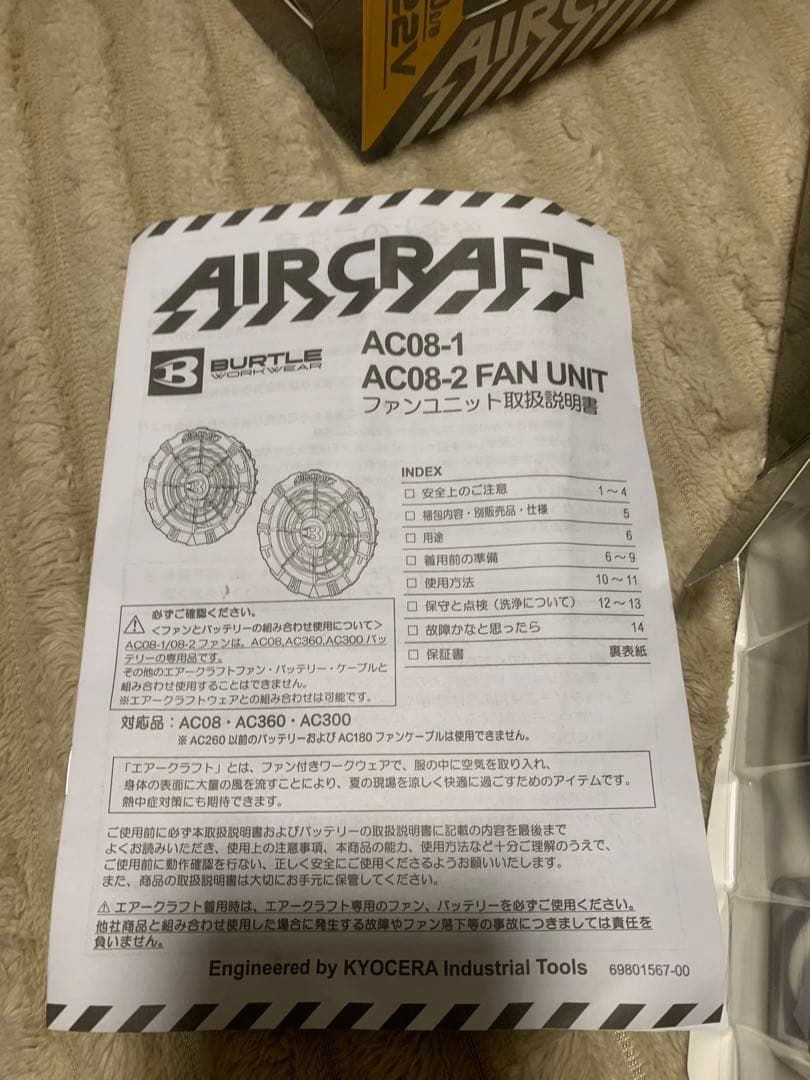 22V
AIRCRA
AIRCRAFT
BURTLE
WORKWEAR
AC08-1
AC08-2 FAN UNIT
ファンユニット取扱説明書
AIRCRAFT
AIRCRAFT
INDEX
□ 安全上のご注意 1～4
□ 梱包内容・別販売品・仕様 5
□ 用途 6
□ 着用前の準備 6～9
□ 使用方法 10～11
□ 保守と点検（洗浄について） 12～13
□ 故障かなと思ったら 14
□ 保証書 裏表紙
⚠ 必ずご確認ください。
＜ファンとバッテリーの組み合わせ使用について＞
AC08-1/08-2 ファンは、AC08,AC360,AC300 バッ
テリーの専用品です。
その他のエアークラフトファン・バッテリー・ケーブルと
組み合わせ使用することはできません。
※エアークラフトウェアとの組み合わせは可能です。
対応品：AC08・AC360・AC300
※ AC260 以前のバッテリーおよび AC180 ファンケーブルは使用できません。
「エアークラフト」とは、ファン付きワークウェアで、服の中に空気を取り入れ、
身体の表面に大量の風を流すことにより、夏の現場を涼しく快適に過ごすためのアイテムです。
熱中症対策にも期待できます。
ご使用前に必ず本取扱説明書およびバッテリーの取扱説明書に記載の内容を最後まで
よくお読みいただき、使用上の注意事項、本商品の能力、使用方法など十分ご理解のうえで、
ご使用前に動作確認を行ない、正しく安全にご使用くださるようお願いいたします。
また、商品の取扱説明書は大切にお手元に保管してください。
⚠ エアークラフト着用時は、エアークラフト専用のファン、バッテリーを必ずご使用ください。
他社商品と組み合わせ使用した場合に発生する故障やファン落下等の事故につきましては責任を
負いません。
Engineered by KYOCERA Industrial Tools 69801567-00